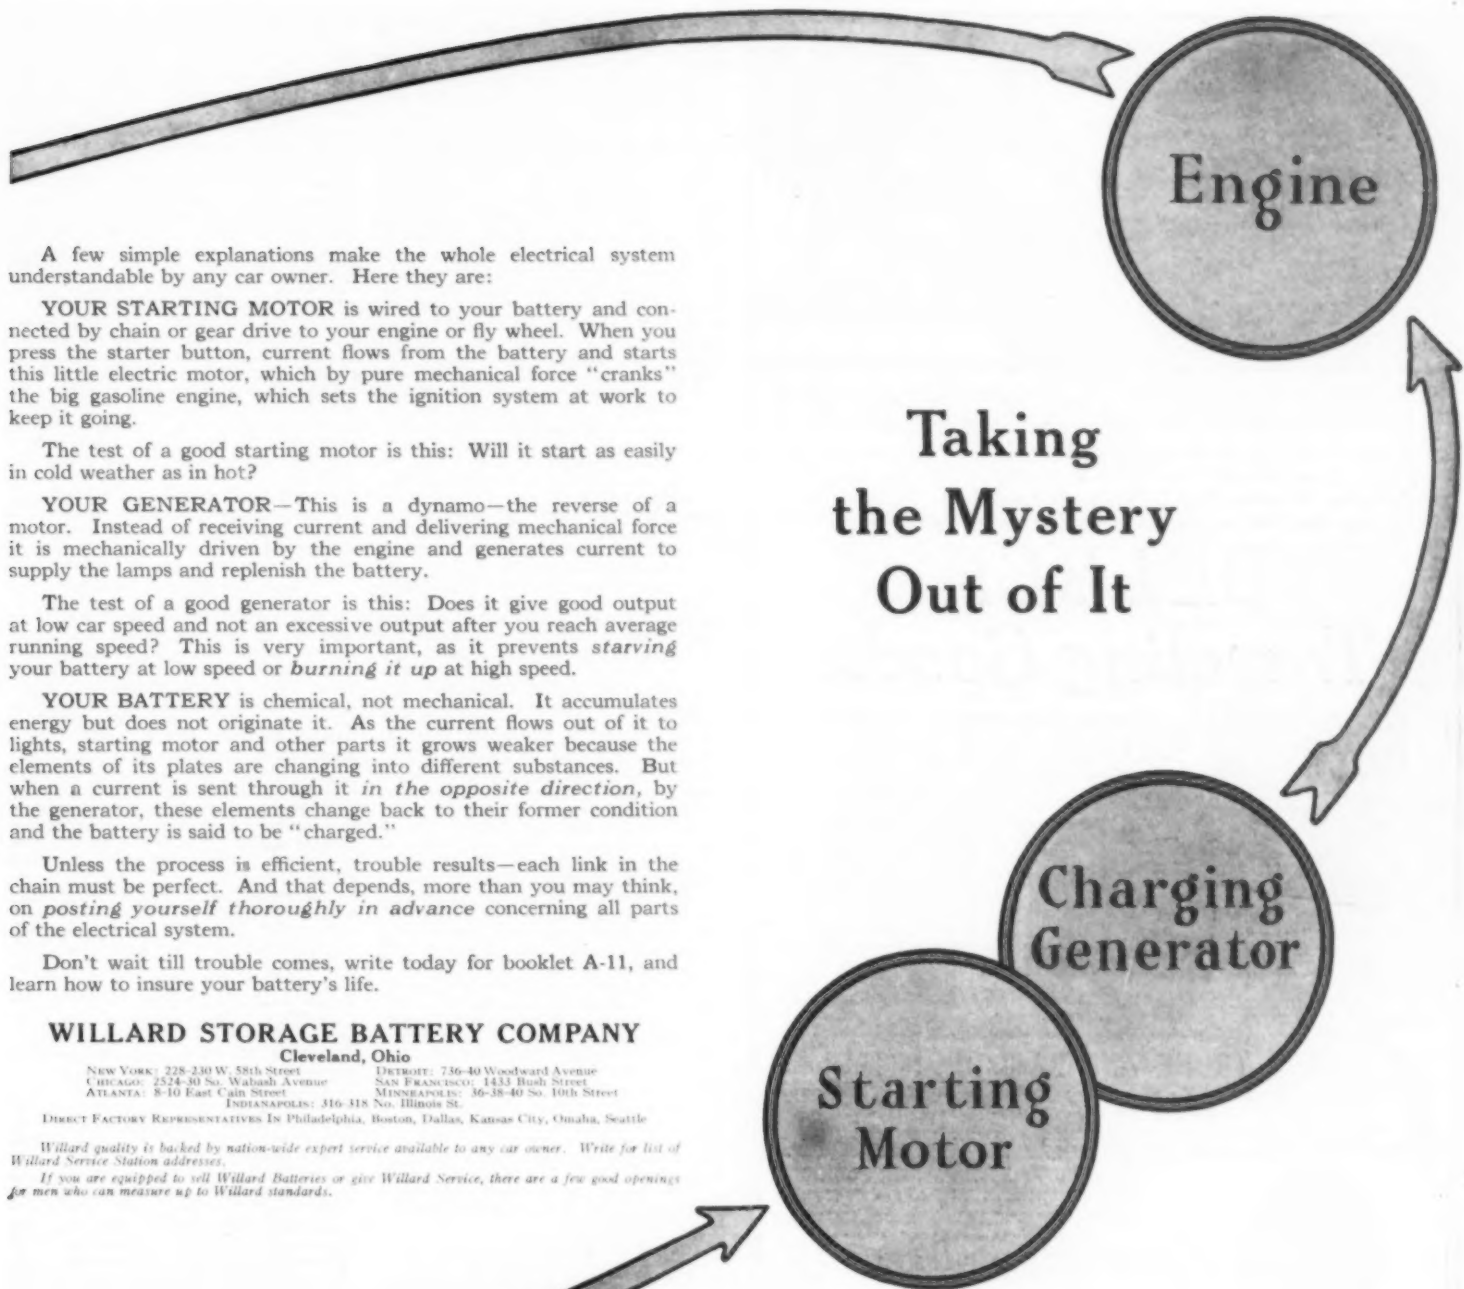 Engine
A few simple explanations make the whole electrical system
understandable by any car owner. Here they are:
YOUR STARTING MOTOR is wired to your battery and con-
nected by chain or gear drive to your engine or fly wheel. When you
press the starter button, current flows from the battery and starts
this little electric motor, which by pure mechanical force "cranks"
the big gasoline engine, which sets the ignition system at work to
keep it going.
The test of a good starting motor is this: Will it start as easily
in cold weather as in hot?
YOUR GENERATOR—This is a dynamo—the reverse of a
motor. Instead of receiving current and delivering mechanical force
it is mechanically driven by the engine and generates current to
supply the lamps and replenish the battery.
The test of a good generator is this: Does it give good output
at low car speed and not an excessive output after you reach average
running speed? This is very important, as it prevents starving
your battery at low speed or burning it up at high speed.
YOUR BATTERY is chemical, not mechanical. It accumulates
energy but does not originate it. As the current flows out of it to
lights, starting motor and other parts it grows weaker because the
elements of its plates are changing into different substances. But
when a current is sent through it in the opposite direction, by
the generator, these elements change back to their former condition
and the battery is said to be "charged."
Unless the process is efficient, trouble results—each link in the
chain must be perfect. And that depends, more than you may think,
on posting yourself thoroughly in advance concerning all parts
of the electrical system.
Don't wait till trouble comes, write today for booklet A-11, and
learn how to insure your battery's life.
WILLARD STORAGE BATTERY COMPANY
Cleveland, Ohio
NEW YORK: 228-230 W. 58th Street DETROIT: 736-40 Woodward Avenue
CHICAGO: 2524-30 So. Wabash Avenue SAN FRANCISCO: 1433 Bush Street
ATLANTA: 8-10 East Cain Street MINNEAPOLIS: 36-38-40 So. 10th Street
INDIANAPOLIS: 316-318 No. Illinois St.
DIRECT FACTORY REPRESENTATIVES IN Philadelphia, Boston, Dallas, Kansas City, Omaha, Seattle
Willard quality is backed by nation-wide expert service available to any car owner. Write for list of
Willard Service Station addresses.
If you are equipped to sell Willard Batteries or give Willard Service, there are a few good openings
for men who can measure up to Willard standards.
Taking
the Mystery
Out of It
Charging
Generator
Starting
Motor